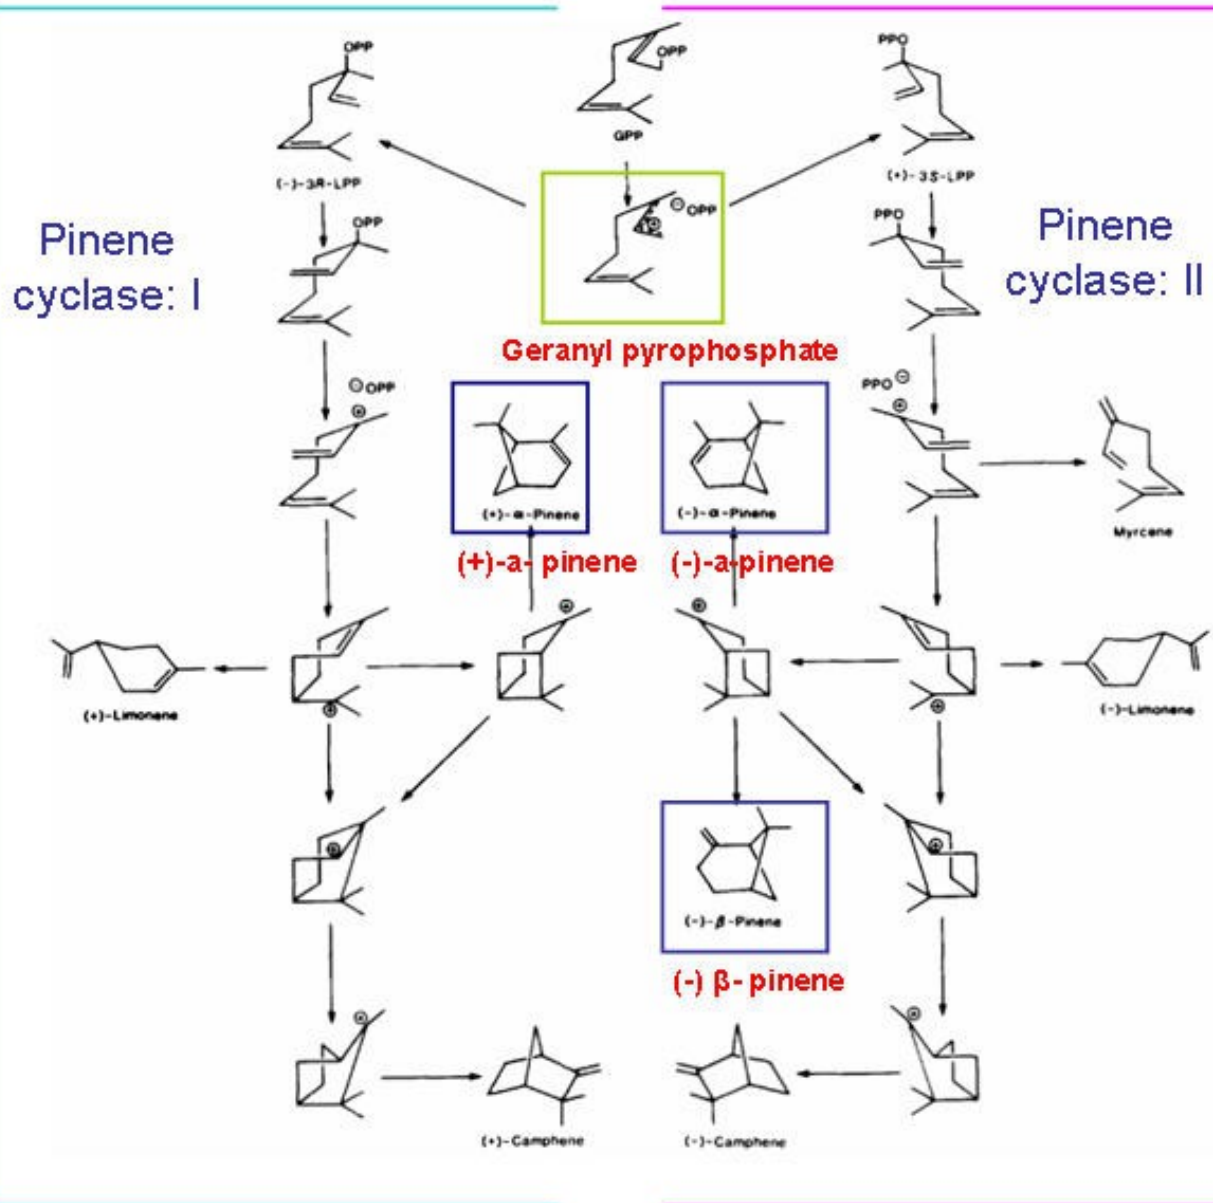 OPP
OPP
PPO
GPP
(-)-3R-LPP
(+)-3S-LPP
⊖OPP
OPP
PPO
Pinene
cyclase: I
Pinene
cyclase: II
⊕
Geranyl pyrophosphate
⊖OPP
PPO⊖
⊕
⊕
(+)-α-Pinene
(-)-α-Pinene
Myrcene
(+)-a- pinene
(-)-a-pinene
⊕
⊕
(+)-Limonene
(-)-Limonene
⊕
⊕
⊕
⊕
(-)-β-Pinene
(-) β- pinene
⊕
⊕
(+)-Camphene
(-)-Camphene